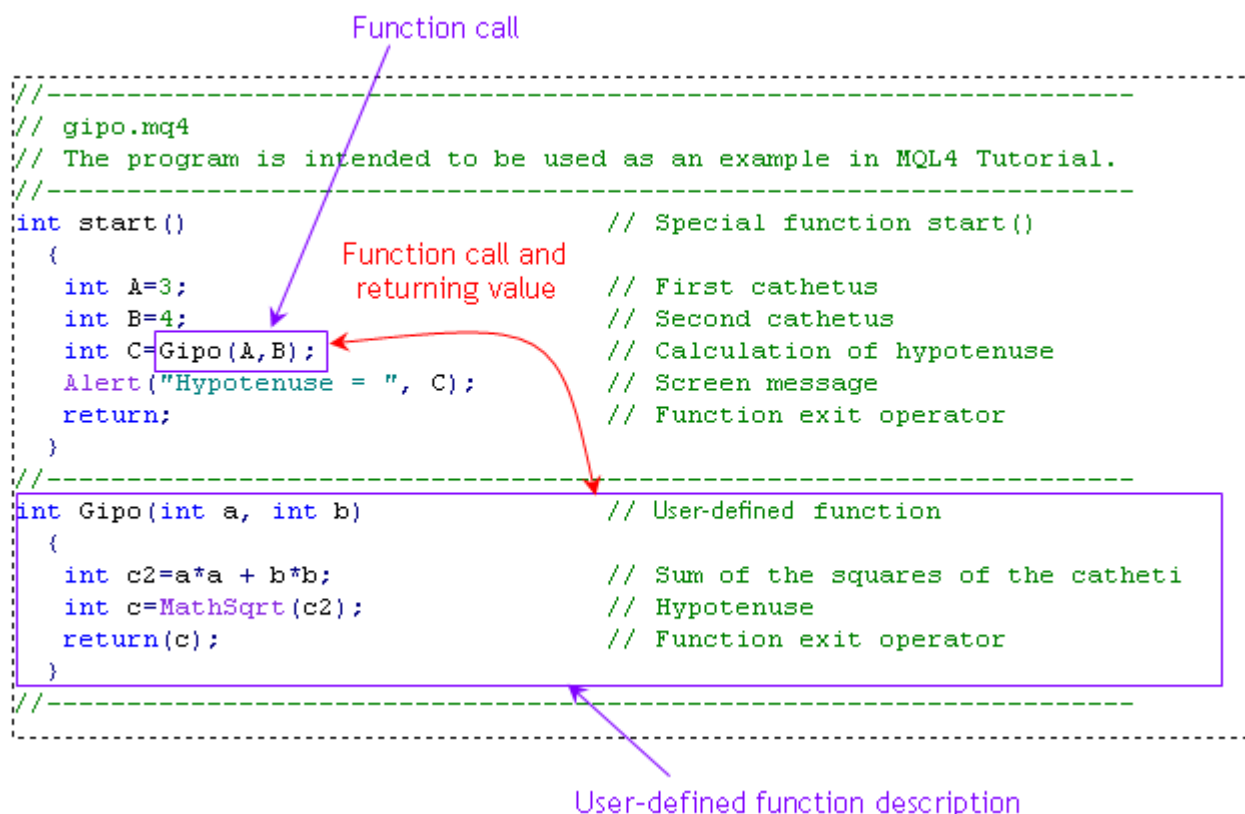 Function call
//--------------------------------------------------------------------
// gipo.mq4
// The program is intended to be used as an example in MQL4 Tutorial.
//--------------------------------------------------------------------
int start()                           // Special function start()
  {
Function call and
returning value
   int A=3;                           // First cathetus
   int B=4;                           // Second cathetus
   int C=Gipo(A,B);                   // Calculation of hypotenuse
   Alert("Hypotenuse = ", C);         // Screen message
   return;                            // Function exit operator
  }
//--------------------------------------------------------------------
int Gipo(int a, int b)                // User-defined function
  {
   int c2=a*a + b*b;                  // Sum of the squares of the catheti
   int c=MathSqrt(c2);                // Hypotenuse
   return(c);                         // Function exit operator
  }
//--------------------------------------------------------------------
User-defined function description